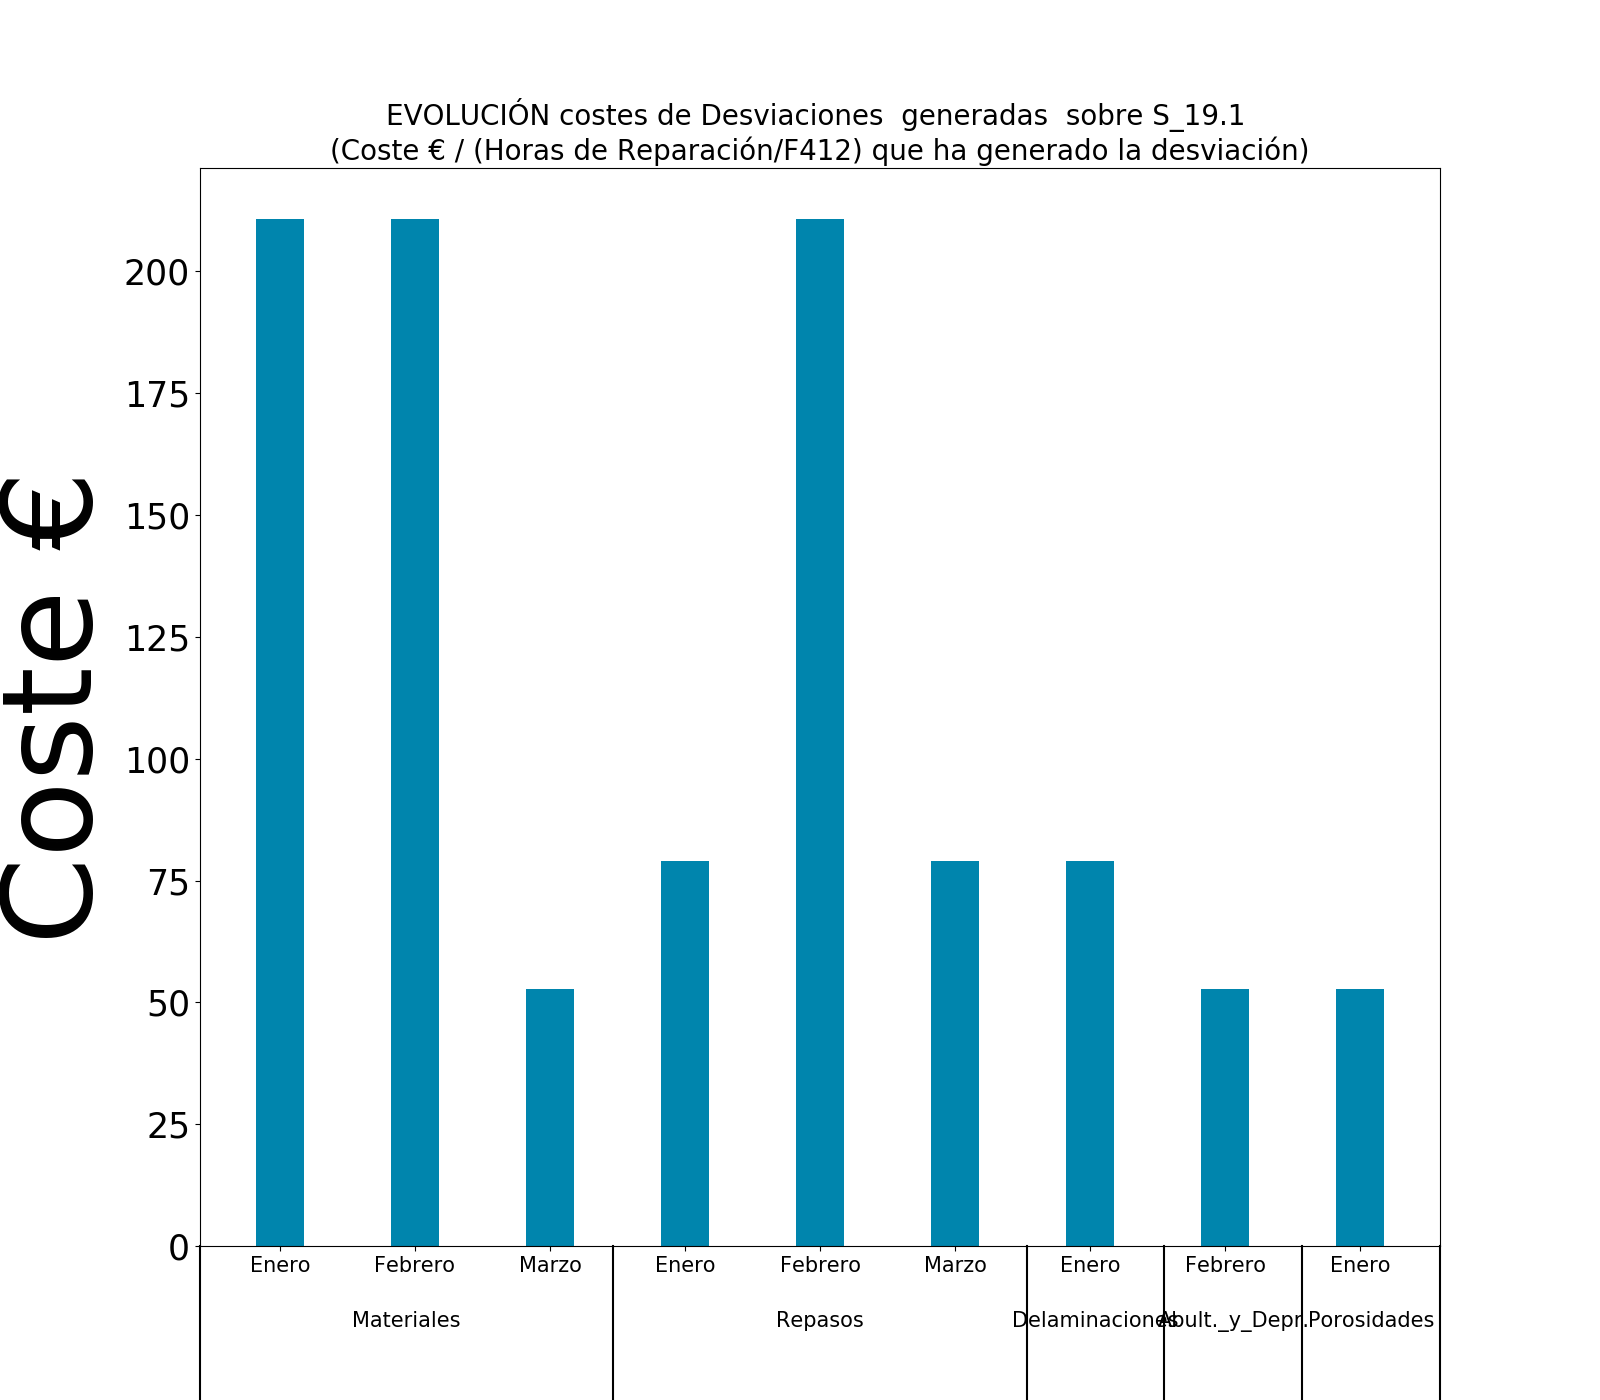 EVOLUCIÓN costes de Desviaciones generadas sobre S_19.1
(Coste € / (Horas de Reparación/F412) que ha generado la desviación)
Coste €
200
175
150
125
100
75
50
25
0
Enero Febrero Marzo Enero Febrero Marzo Enero Febrero Enero
Materiales Repasos Delaminaciones Abult._y_Depr. Porosidades